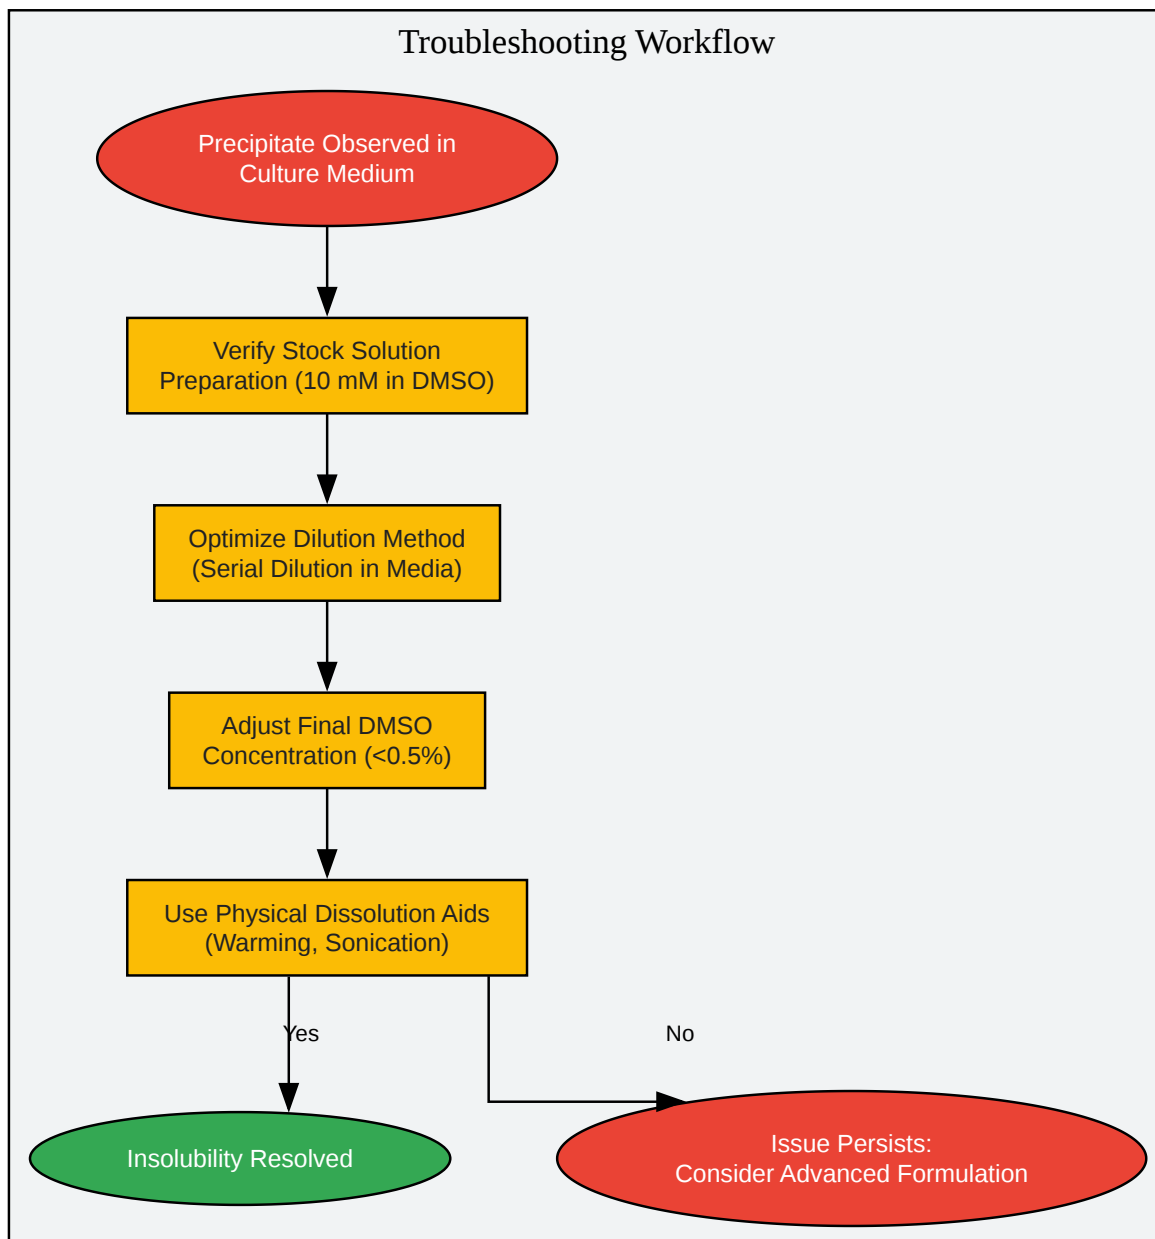 Troubleshooting Workflow
Precipitate Observed in
Culture Medium
Verify Stock Solution
Preparation (10 mM in DMSO)
Optimize Dilution Method
(Serial Dilution in Media)
Adjust Final DMSO
Concentration (<0.5%)
Use Physical Dissolution Aids
(Warming, Sonication)
Yes
No
Insolubility Resolved
Issue Persists:
Consider Advanced Formulation